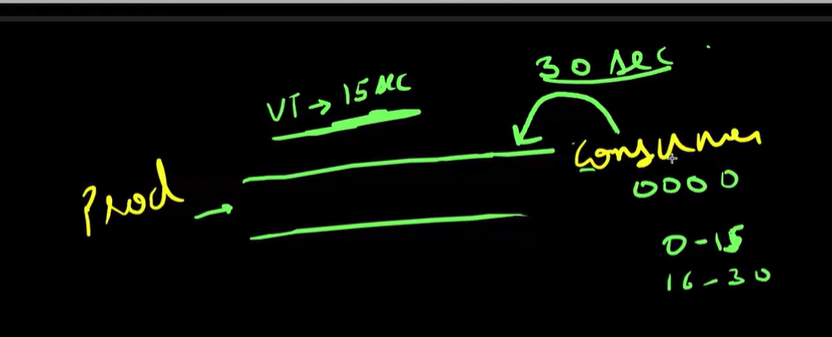 30 sec
VT → 15 sec
Consumer
Prod →
0000
0-15
16-30